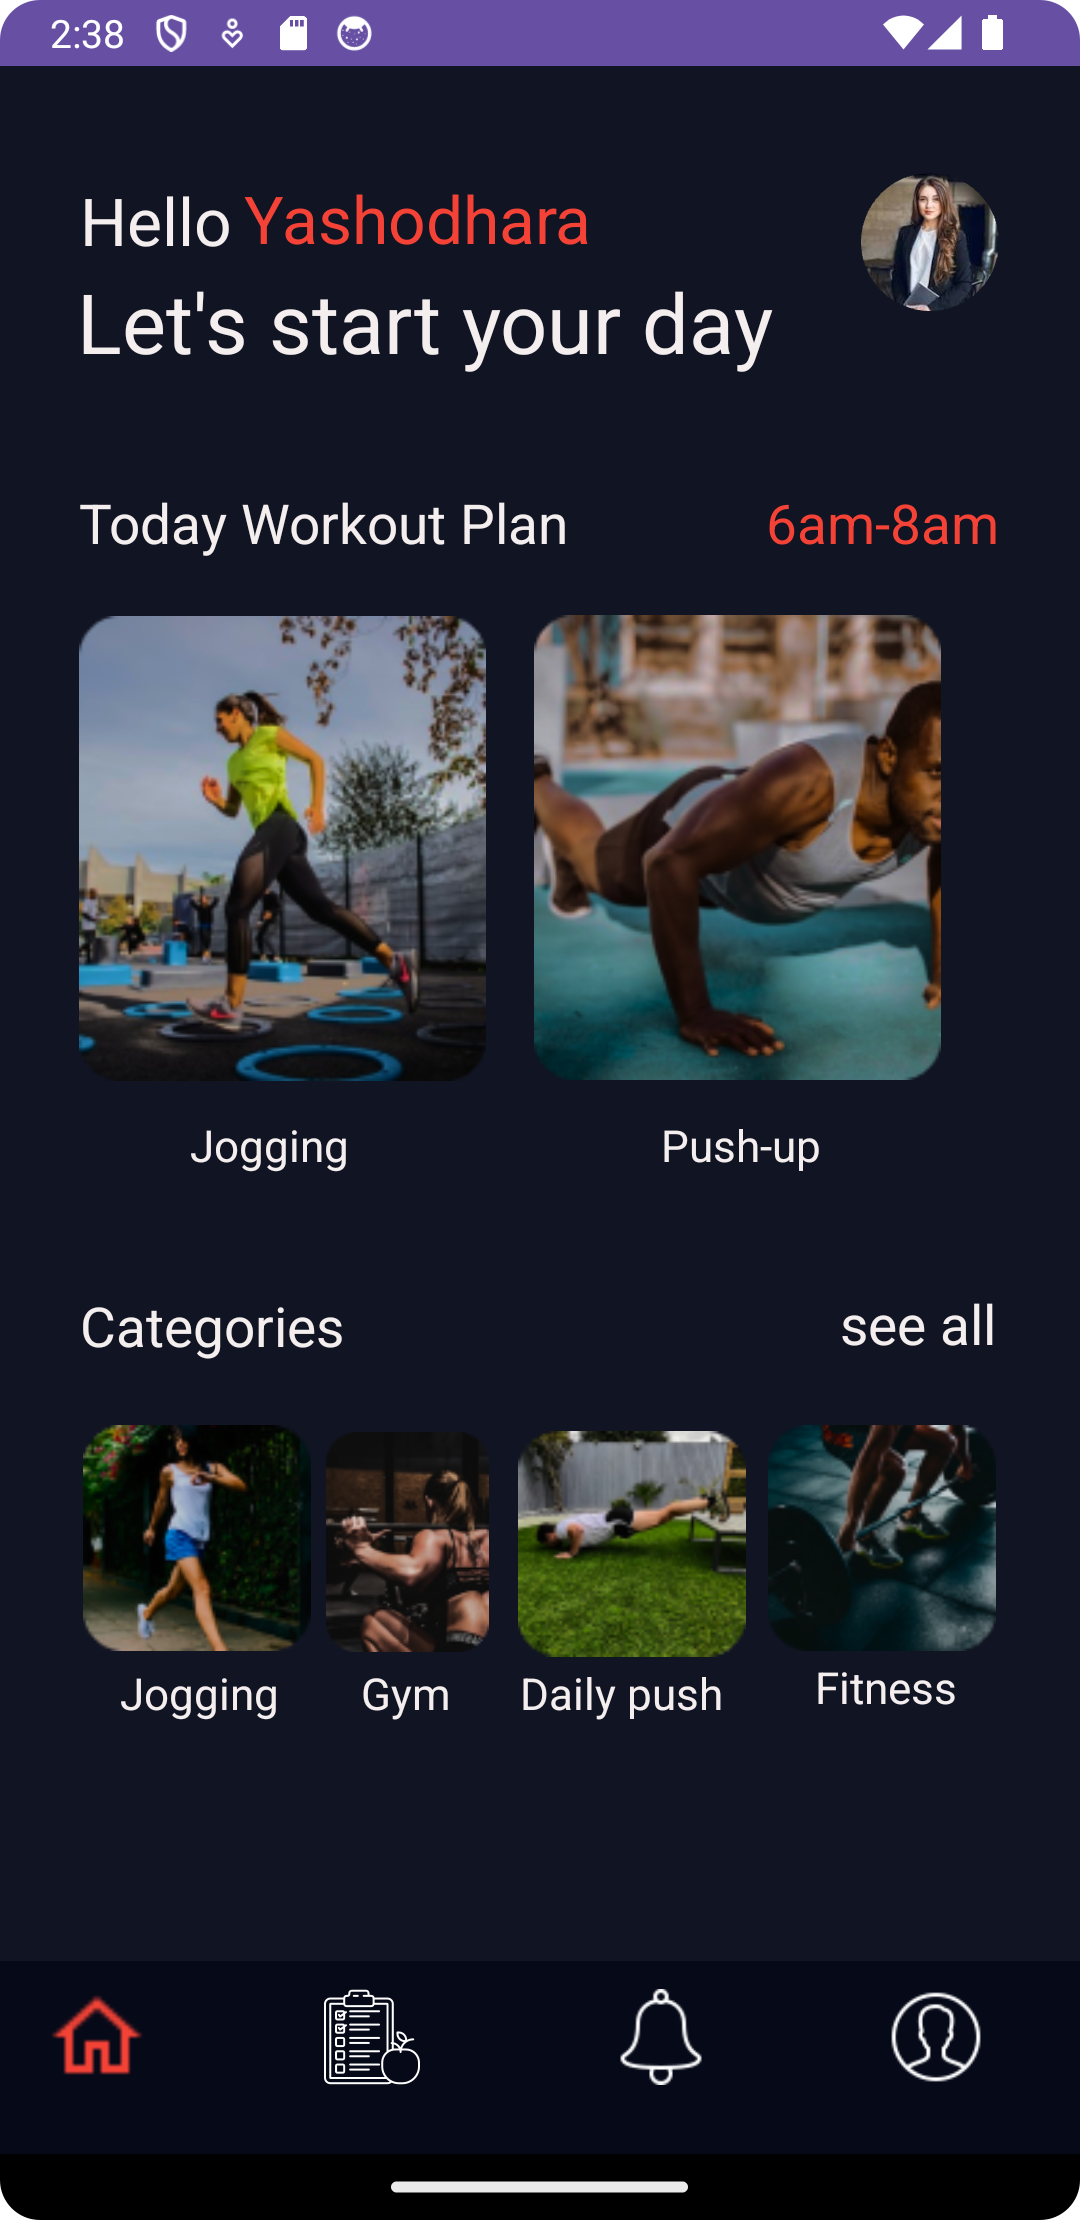 2:38
Hello Yashodhara
Let's start your day
Today Workout Plan 6am-8am
Jogging Push-up
Categories see all
Jogging Gym Daily push Fitness